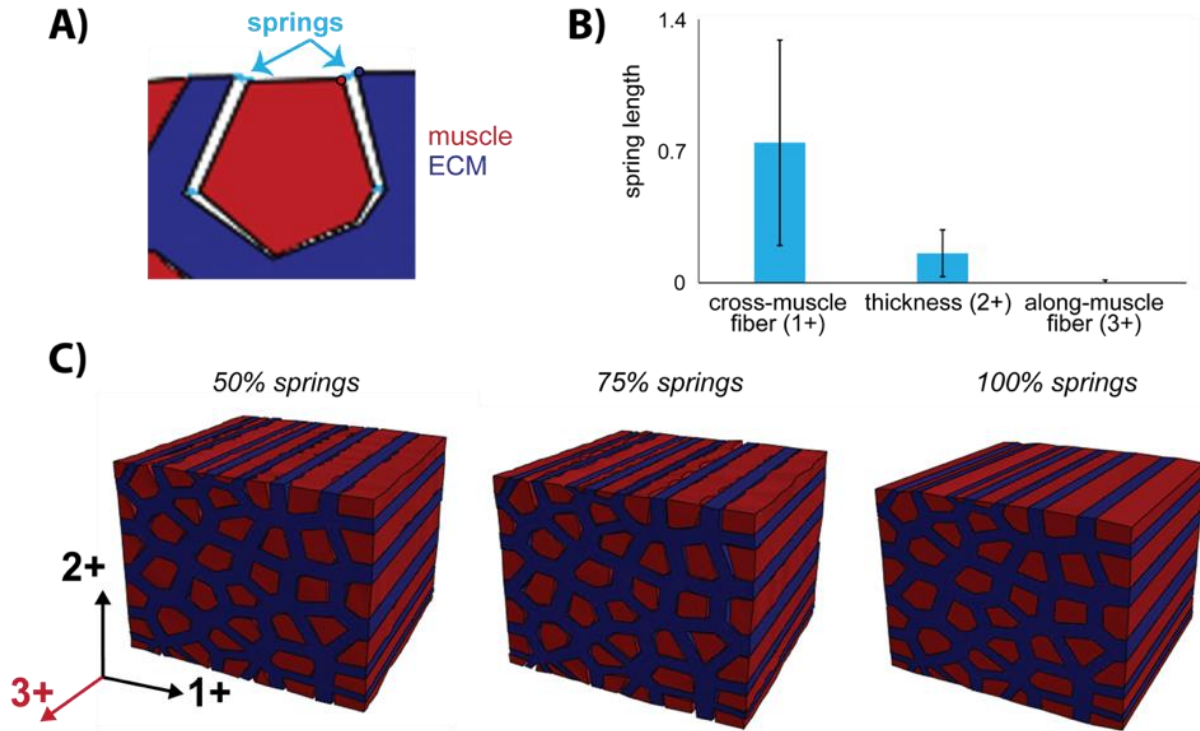 A)
springs
muscle
ECM
B)
1.4
0.7
0
spring length
cross-muscle
fiber (1+)
thickness (2+)
along-muscle
fiber (3+)
C)
50% springs
75% springs
100% springs
2+
3+
1+